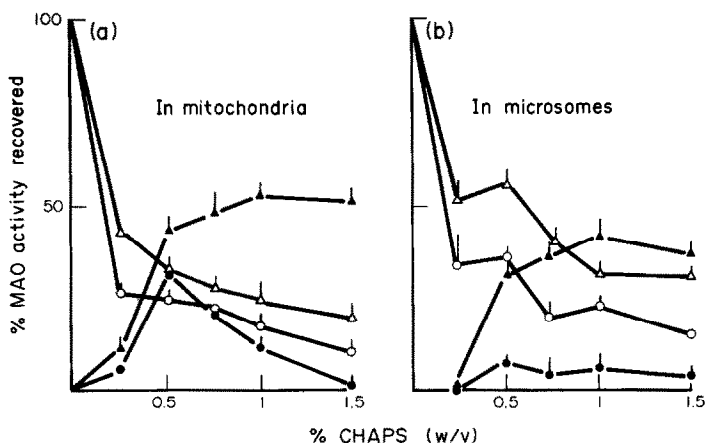 100
(a)
(b)
In mitochondria
In microsomes
50
% MAO activity recovered
0.5
1
1.5
0.5
1
1.5
% CHAPS (w/v)